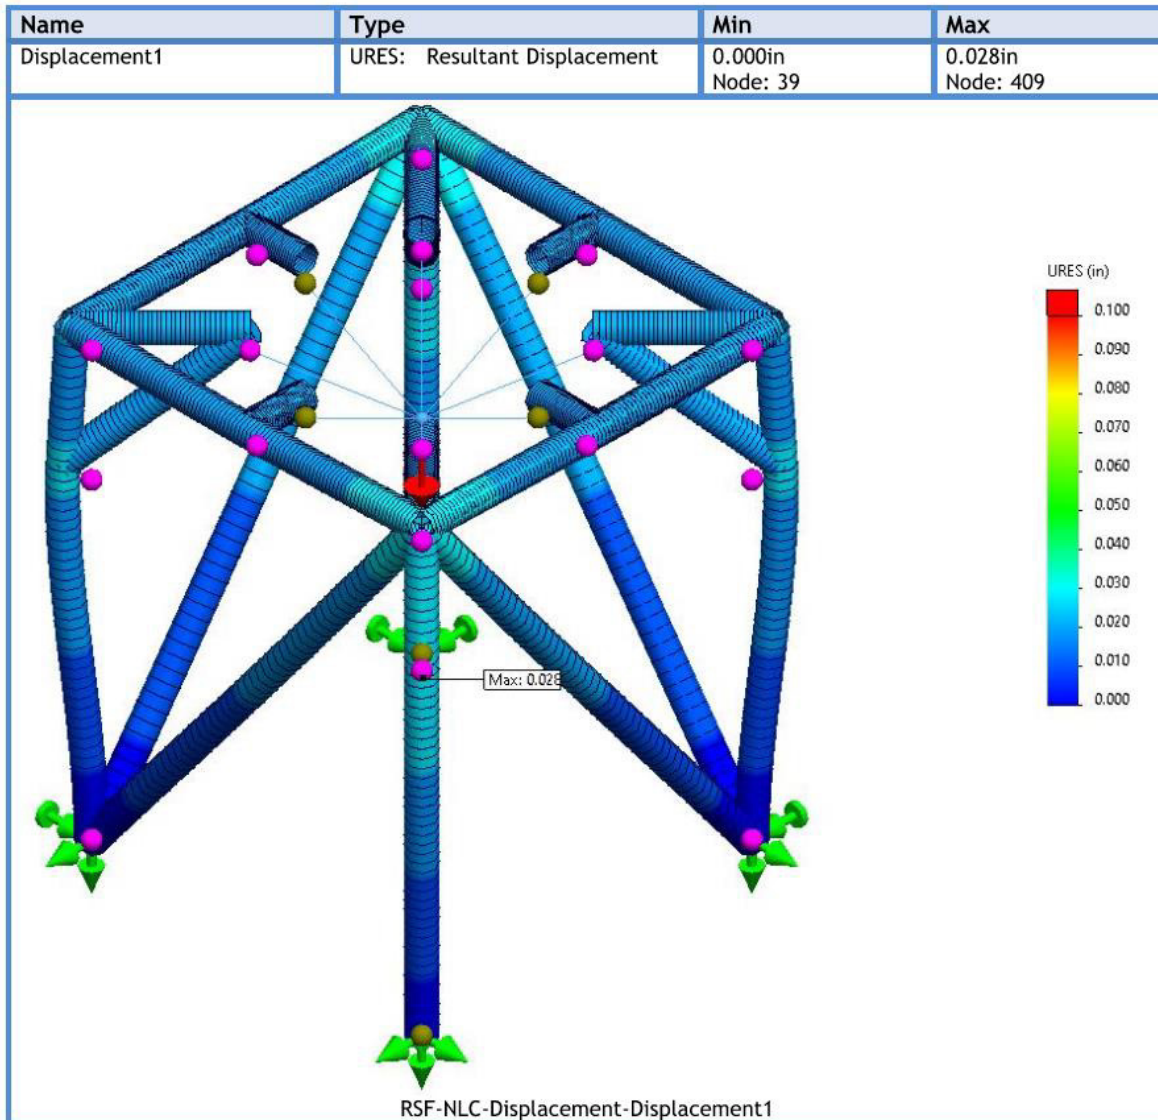 Name Type Min Max
Displacement1 URES: Resultant Displacement 0.000in 0.028in
Node: 39 Node: 409
URES (in)
0.100
0.090
0.080
0.070
0.060
0.050
0.040
0.030
0.020
0.010
0.000
Max: 0.028
RSF-NLC-Displacement-Displacement1